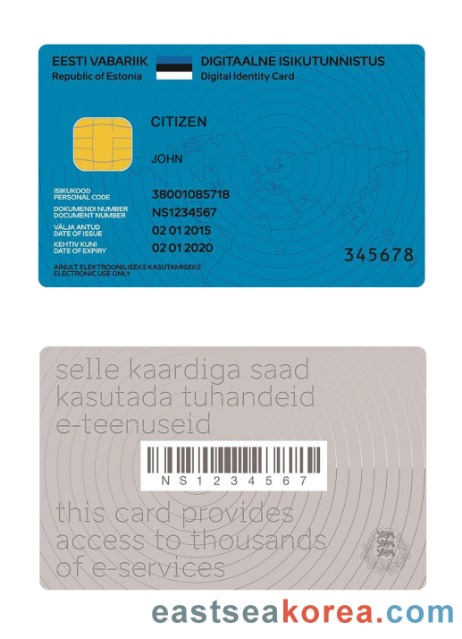 EESTI VABARIIK
Republic of Estonia
DIGITAALNE ISIKUTUNNISTUS
Digital Identity Card
CITIZEN
JOHN
ISIKUKOOD
PERSONAL CODE
38001085718
DOKUMENDI NUMBER
DOCUMENT NUMBER
NS1234567
VÄLJA ANTUD
DATE OF ISSUE
02 01 2015
KEHTIV KUNI
DATE OF EXPIRY
02 01 2020
345678
AINULT ELEKTROONILISEKS KASUTAMISEKS
ELECTRONIC USE ONLY
selle kaardiga saad
kasutada tuhandeid
e-teenuseid
NS1234567
this card provides
access to thousands
of e-services
eastseakorea.com